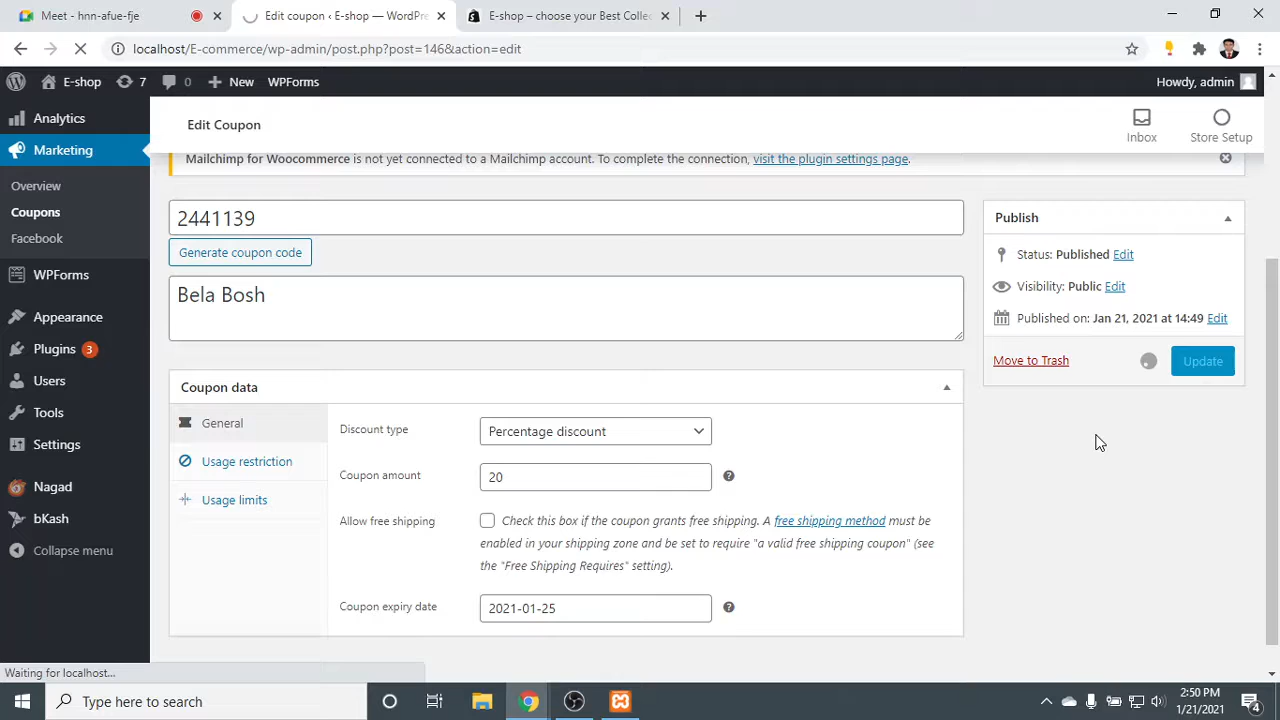 Meet - hnn-afue-fje
Edit coupon ‹ E-shop — WordPre
E-shop – choose your Best Collec
localhost/E-commerce/wp-admin/post.php?post=146&action=edit
E-shop
7
0
New
WPForms
Howdy, admin
Analytics
Marketing
Overview
Coupons
Facebook
WPForms
Appearance
Plugins 3
Users
Tools
Settings
Nagad
bKash
Collapse menu
Edit Coupon
Inbox
Store Setup
Mailchimp for Woocommerce is not yet connected to a Mailchimp account. To complete the connection, visit the plugin settings page.
2441139
Generate coupon code
Bela Bosh
Coupon data
General
Usage restriction
Usage limits
Discount type
Percentage discount
Coupon amount
20
Allow free shipping
Check this box if the coupon grants free shipping. A free shipping method must be
enabled in your shipping zone and be set to require "a valid free shipping coupon" (see
the "Free Shipping Requires" setting).
Coupon expiry date
2021-01-25
Publish
Status: Published Edit
Visibility: Public Edit
Published on: Jan 21, 2021 at 14:49 Edit
Move to Trash
Update
Waiting for localhost...
Type here to search
2:50 PM
1/21/2021
4